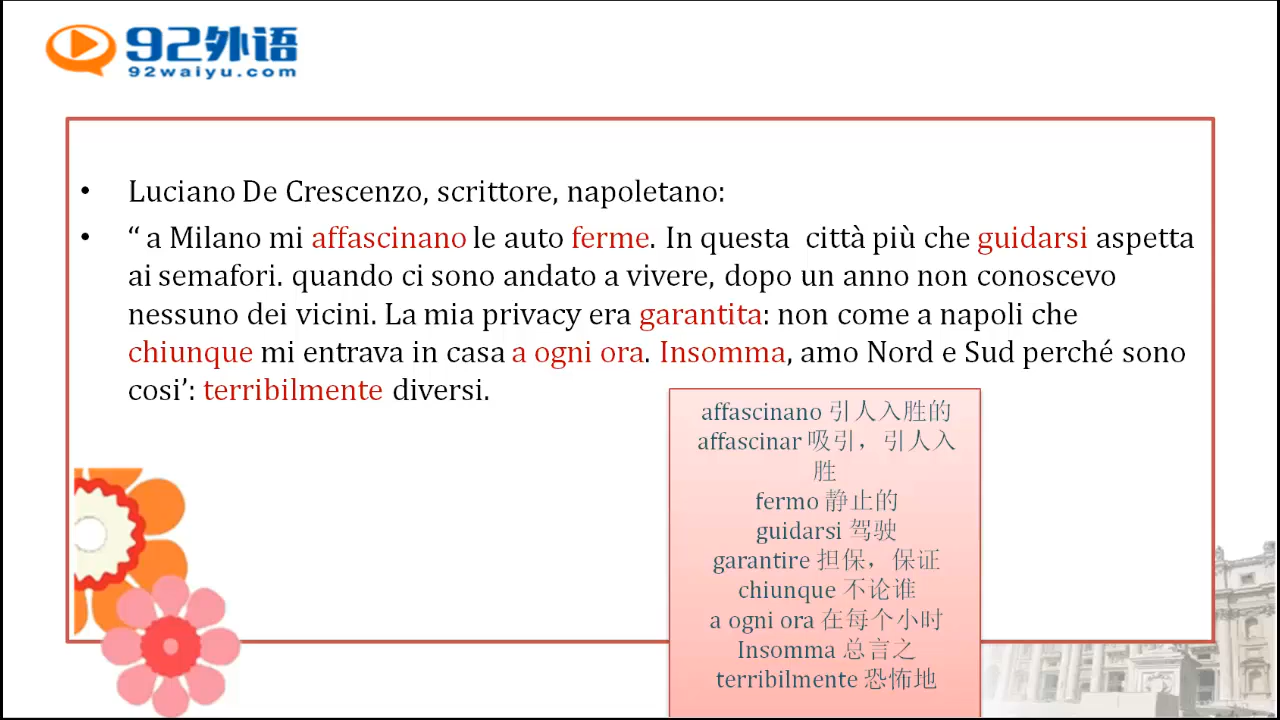 92外语
92waiyu.com
• Luciano De Crescenzo, scrittore, napoletano:
• “ a Milano mi affascinano le auto ferme. In questa città più che guidarsi aspetta
ai semafori. quando ci sono andato a vivere, dopo un anno non conoscevo
nessuno dei vicini. La mia privacy era garantita: non come a napoli che
chiunque mi entrava in casa a ogni ora. Insomma, amo Nord e Sud perché sono
cosi’: terribilmente diversi.
affascinano 引人入胜的
affascinar 吸引，引人入
胜
fermo 静止的
guidarsi 驾驶
garantire 担保，保证
chiunque 不论谁
a ogni ora 在每个小时
Insomma 总言之
terribilmente 恐怖地